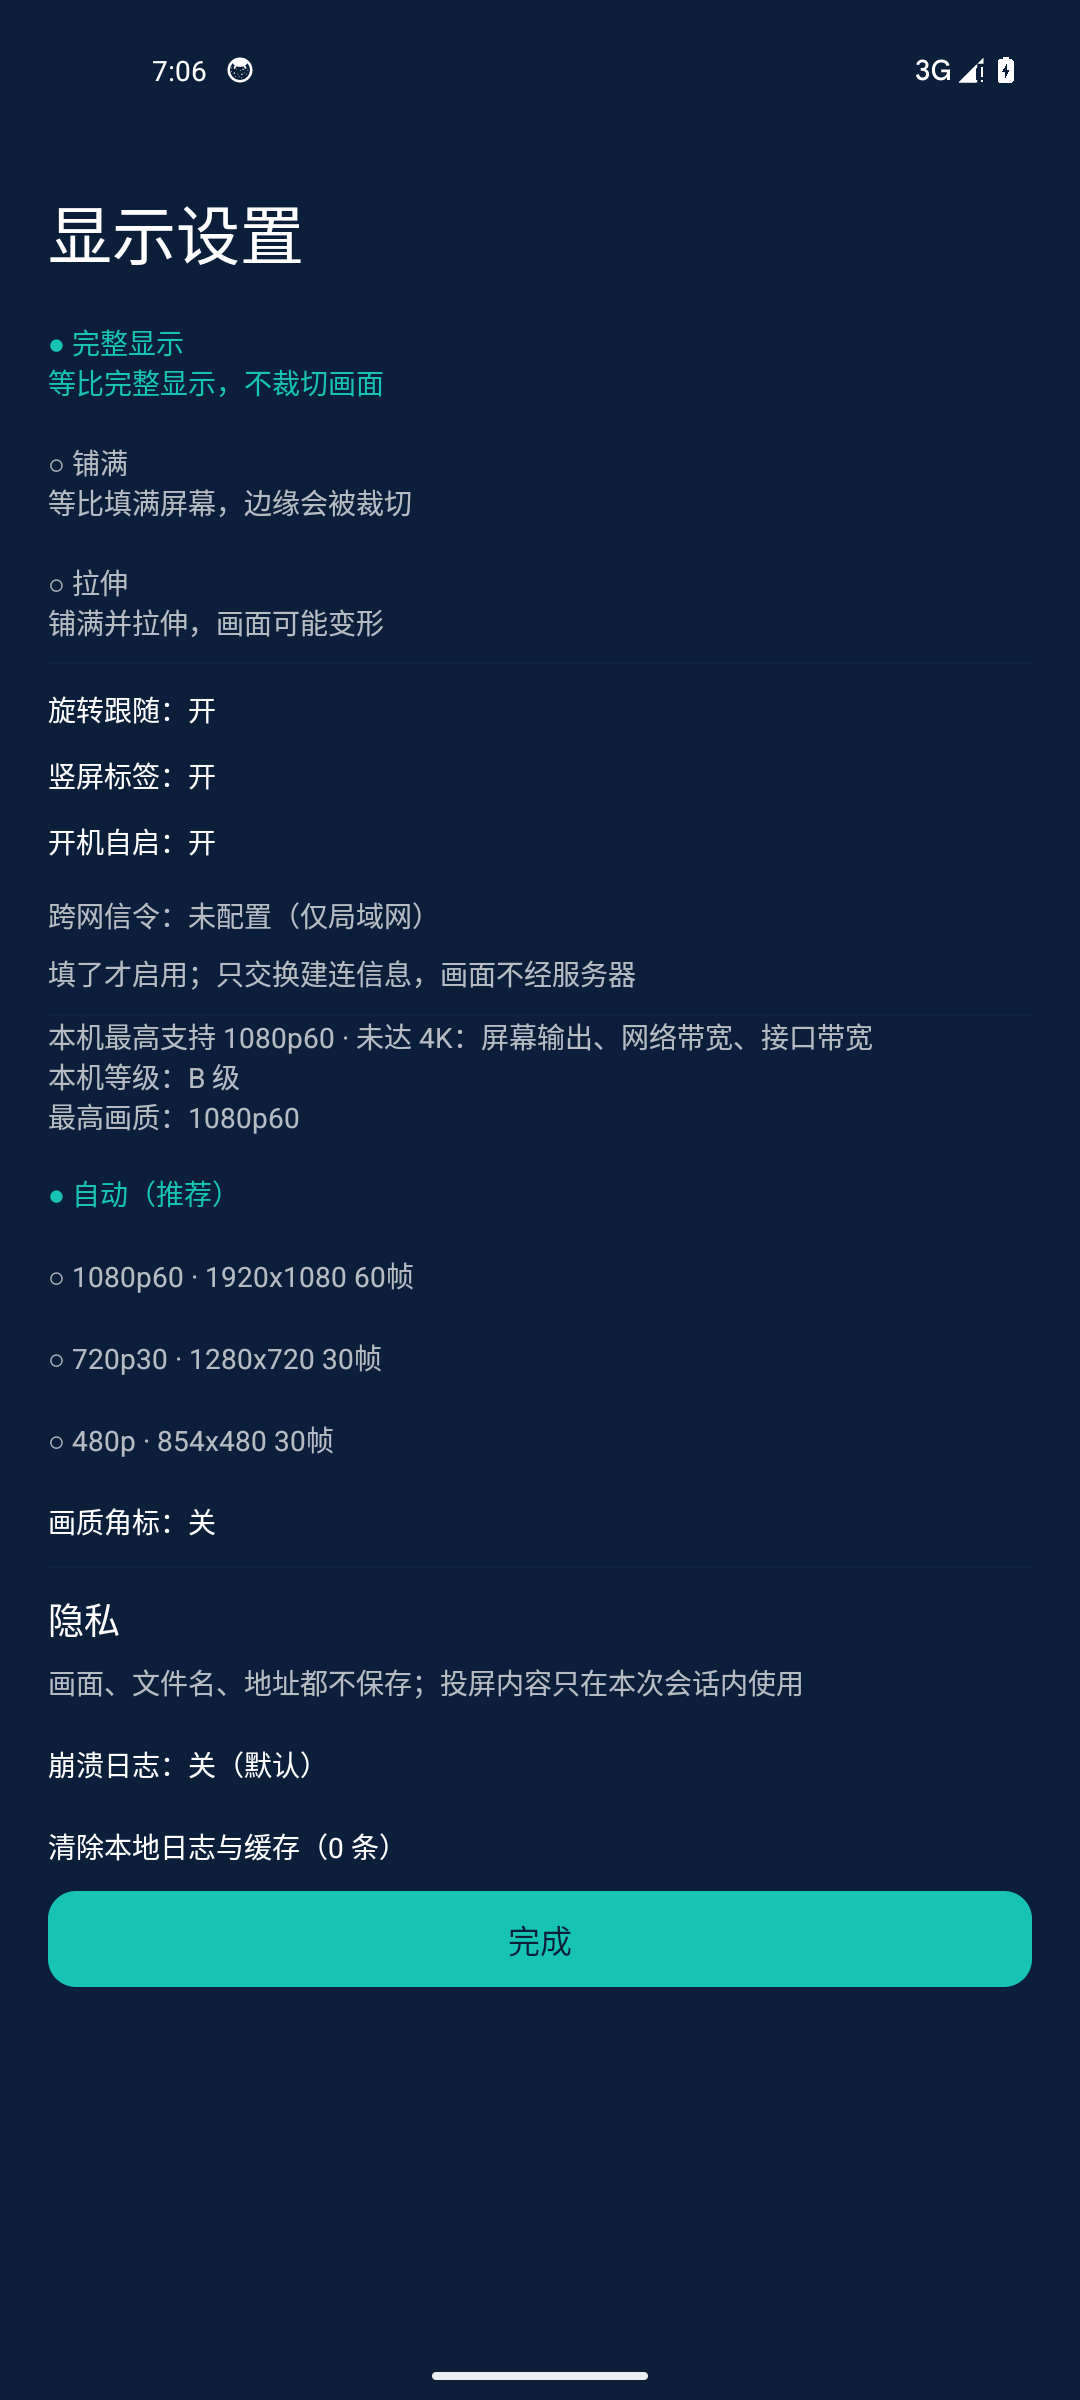 7:06
3G
显示设置
● 完整显示
等比完整显示，不裁切画面
○ 铺满
等比填满屏幕，边缘会被裁切
○ 拉伸
铺满并拉伸，画面可能变形
旋转跟随：开
竖屏标签：开
开机自启：开
跨网信令：未配置（仅局域网）
填了才启用；只交换建连信息，画面不经服务器
本机最高支持 1080p60 · 未达 4K：屏幕输出、网络带宽、接口带宽
本机等级：B 级
最高画质：1080p60
● 自动（推荐）
○ 1080p60 · 1920x1080 60帧
○ 720p30 · 1280x720 30帧
○ 480p · 854x480 30帧
画质角标：关
隐私
画面、文件名、地址都不保存；投屏内容只在本次会话内使用
崩溃日志：关（默认）
清除本地日志与缓存（0 条）
完成